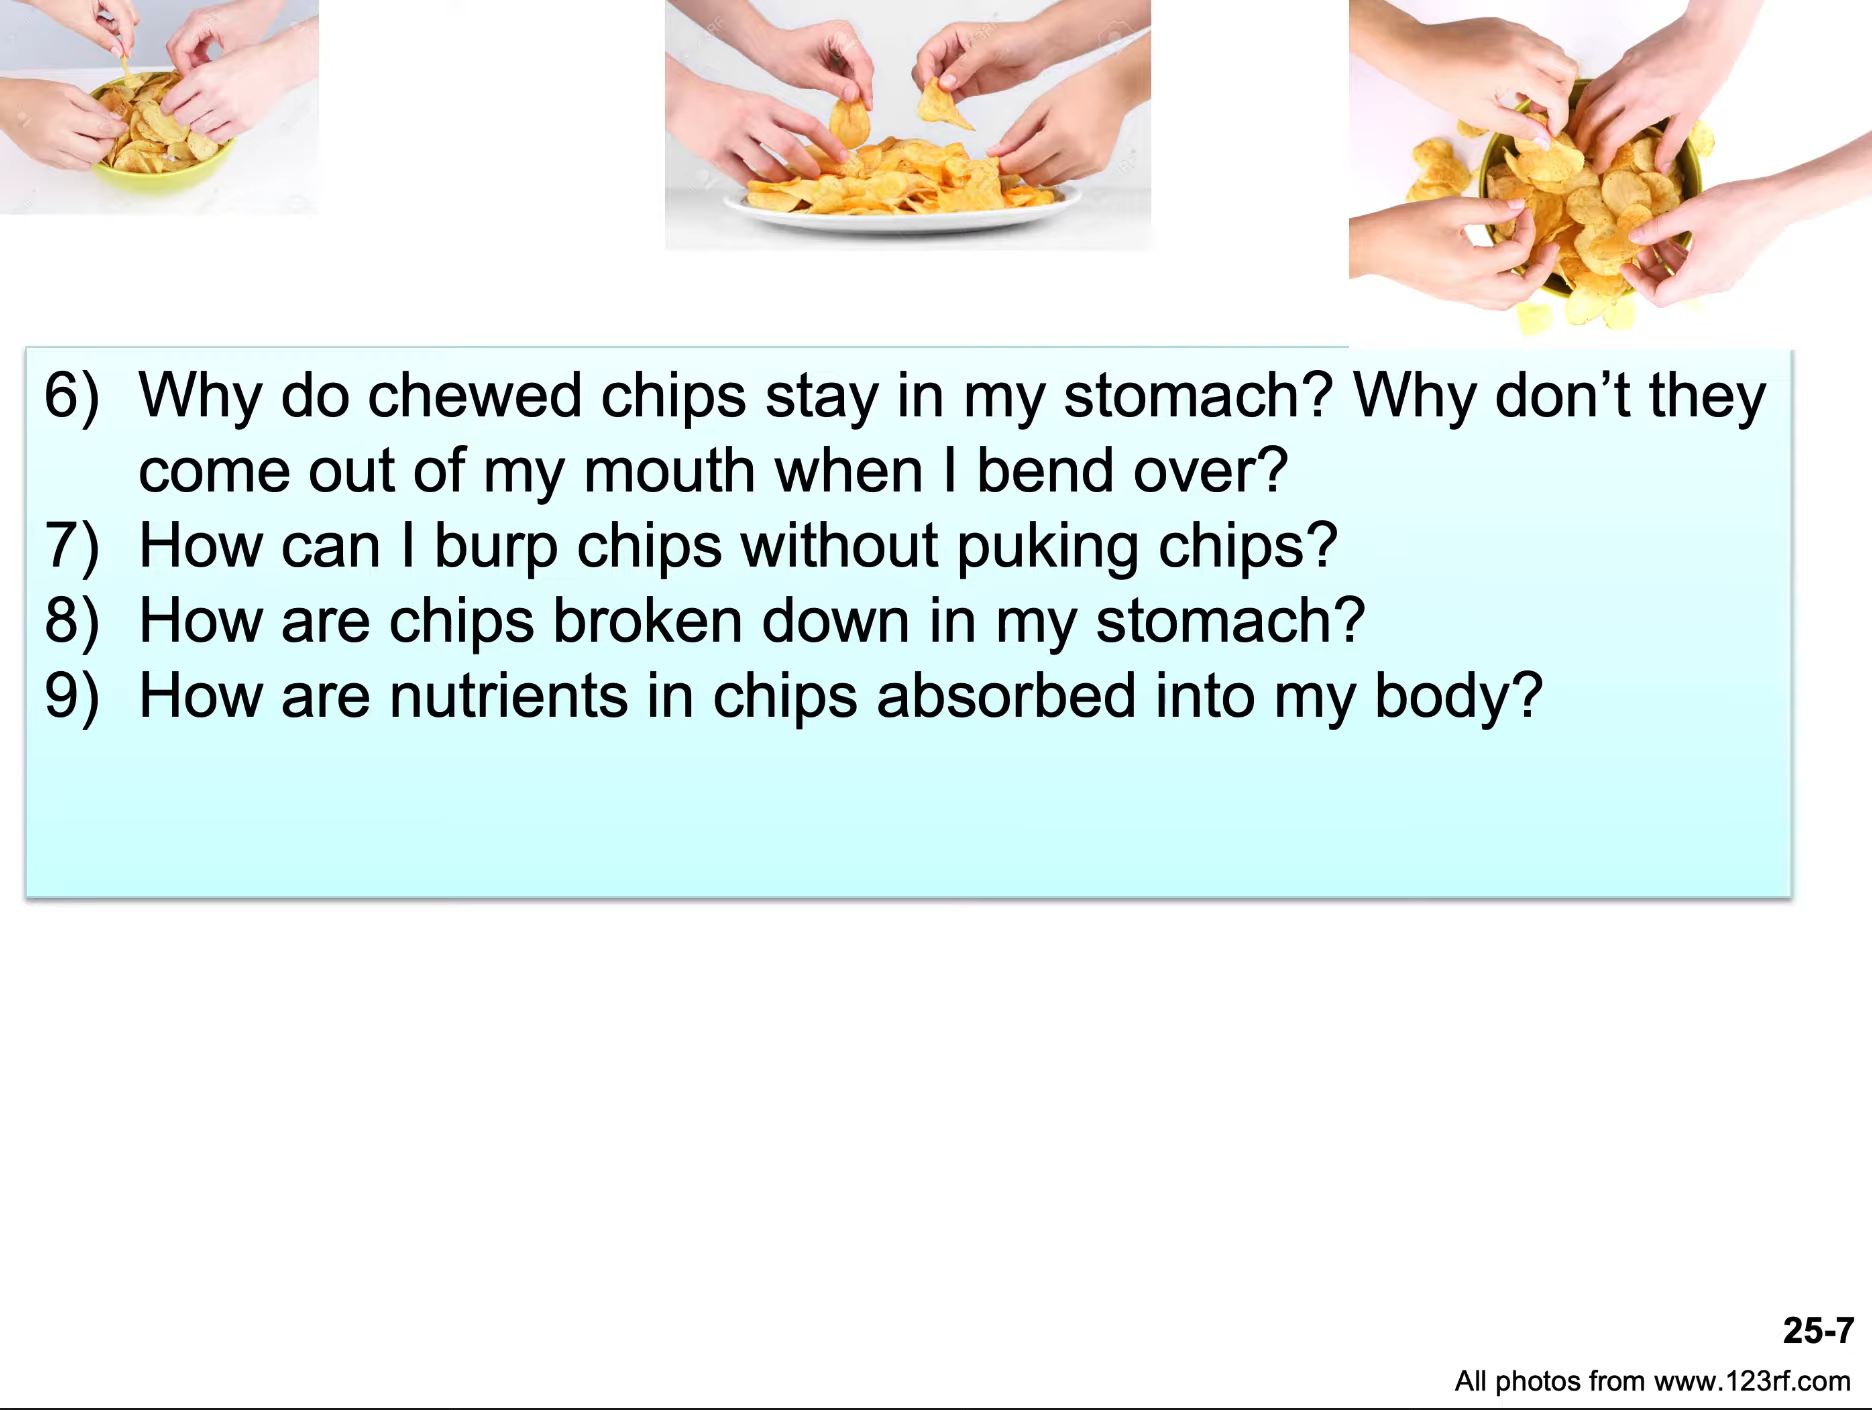 6) Why do chewed chips stay in my stomach? Why don’t they
come out of my mouth when I bend over?
7) How can I burp chips without puking chips?
8) How are chips broken down in my stomach?
9) How are nutrients in chips absorbed into my body?
25-7
All photos from www.123rf.com